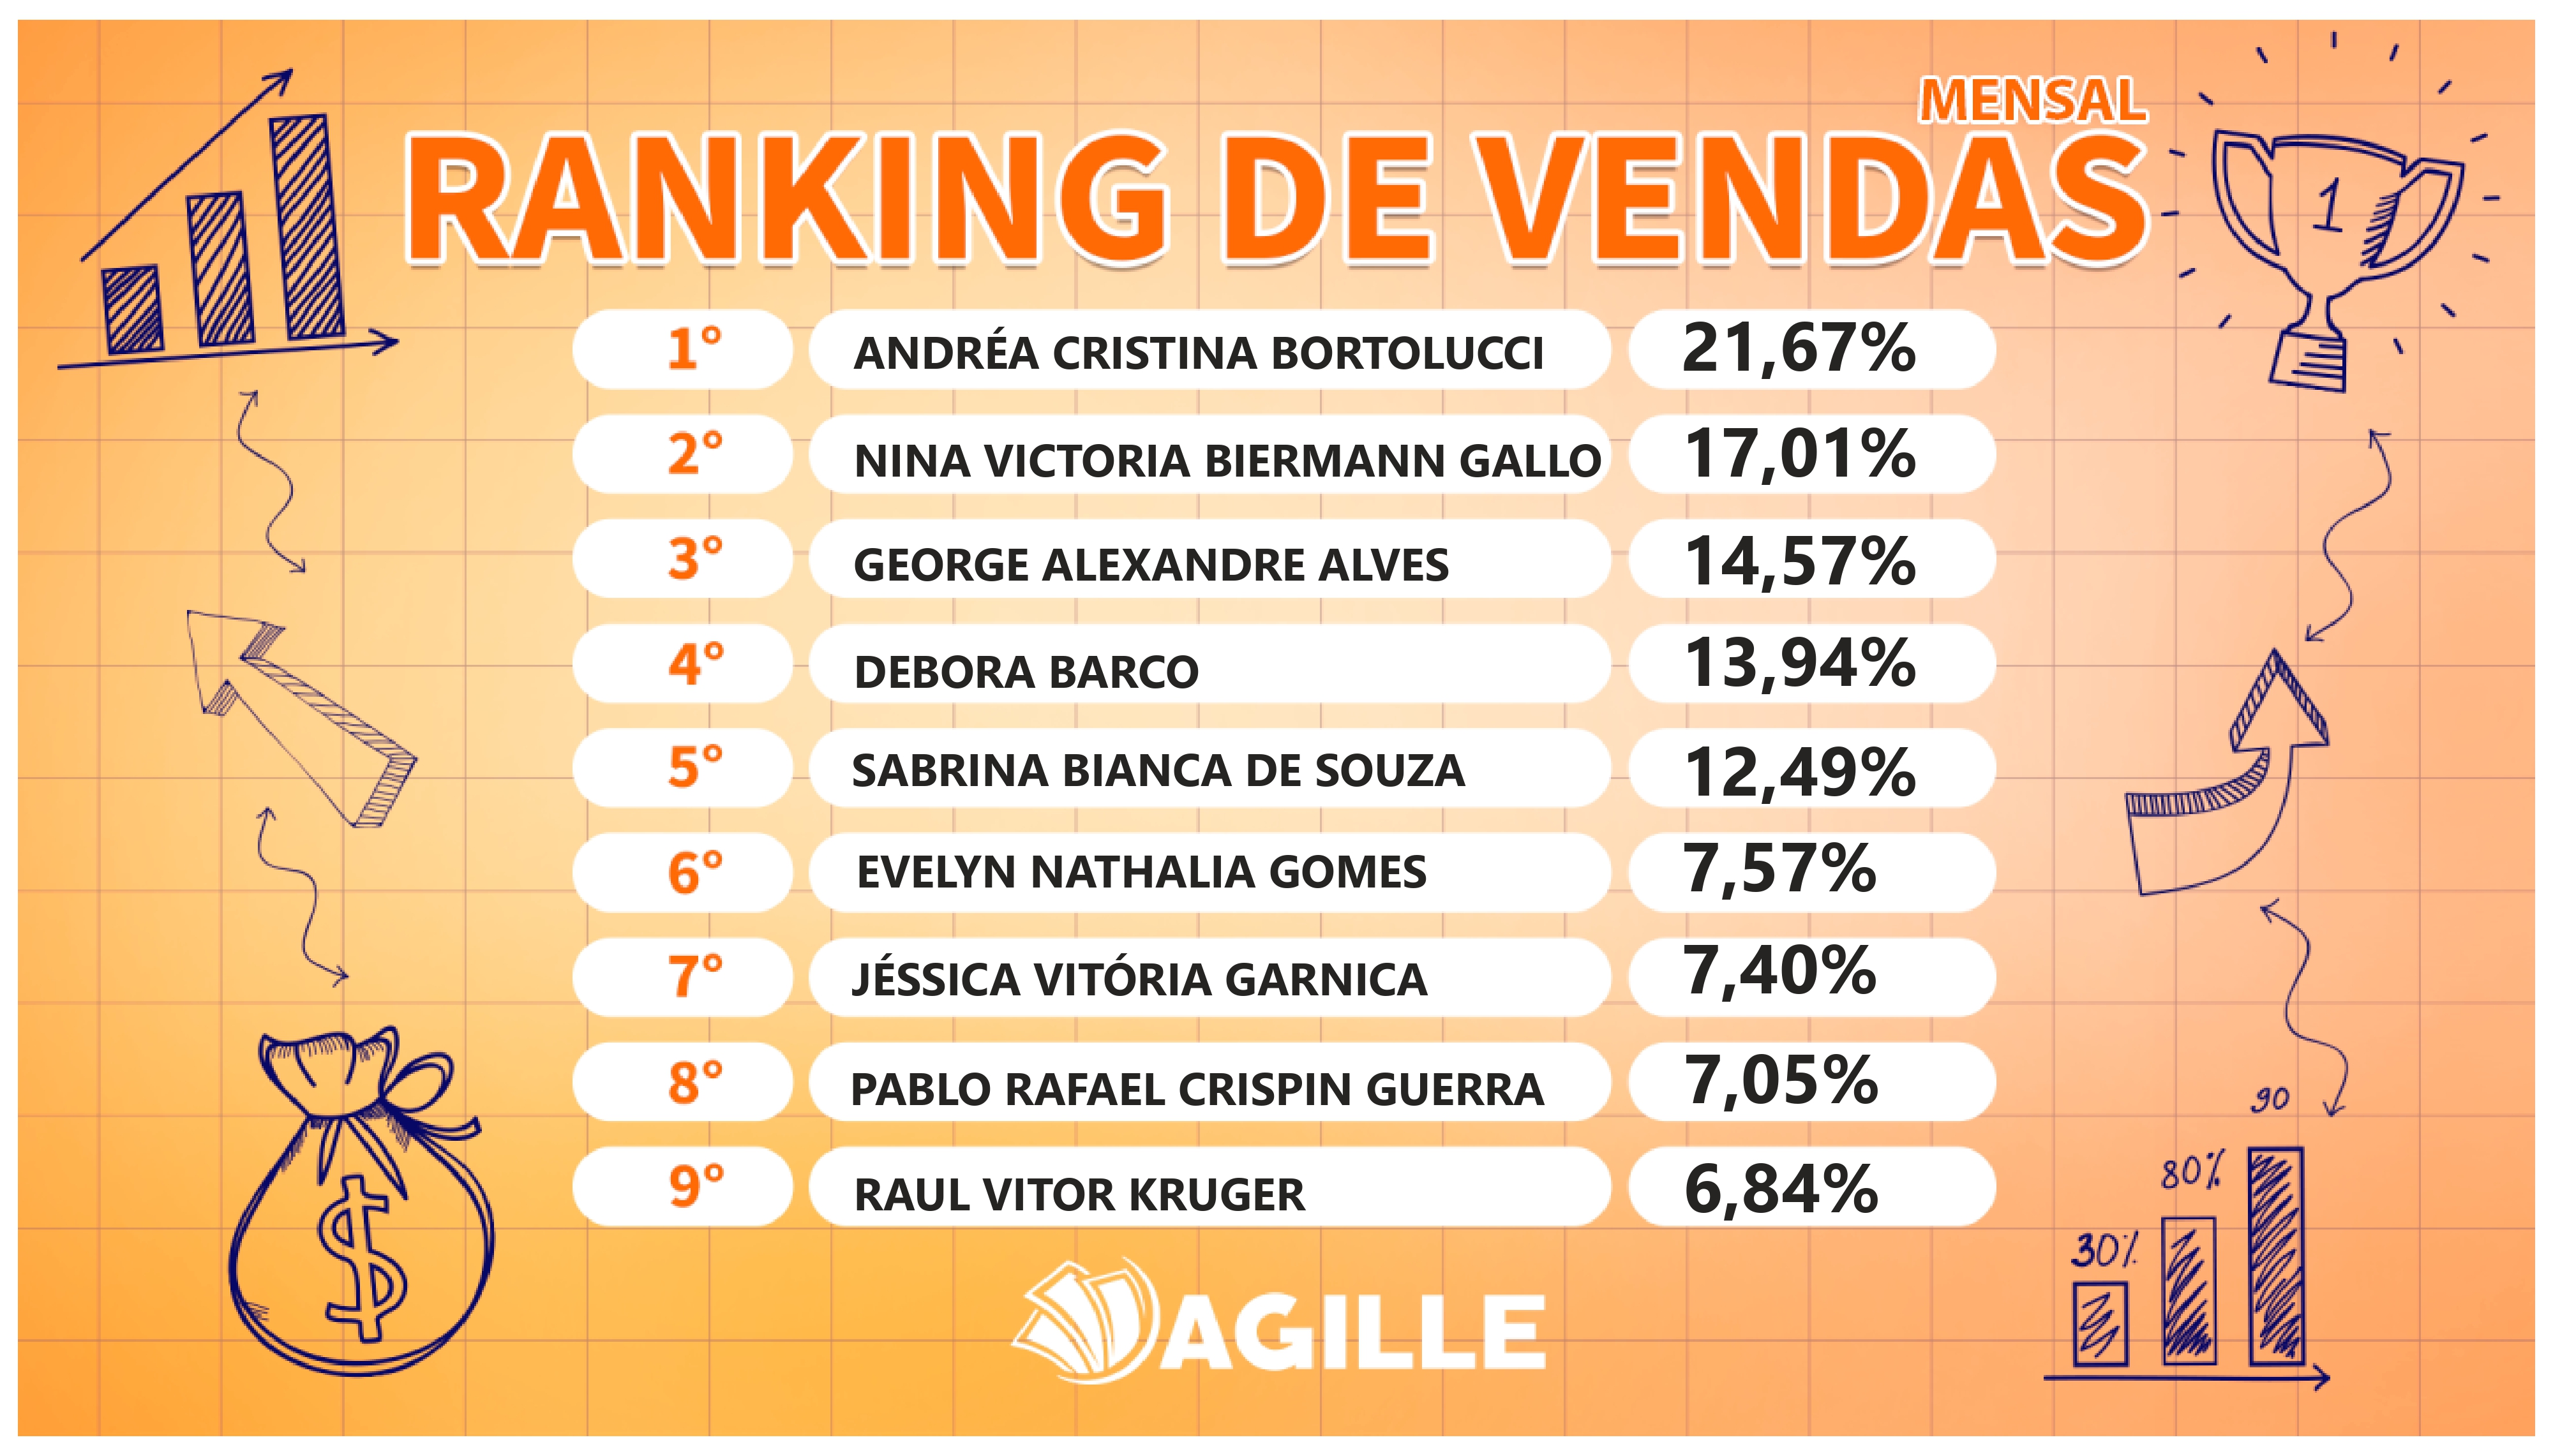 MENSAL
RANKING DE VENDAS
1
1° ANDRÉA CRISTINA BORTOLUCCI 21,67%
2° NINA VICTORIA BIERMANN GALLO 17,01%
3° GEORGE ALEXANDRE ALVES 14,57%
4° DEBORA BARCO 13,94%
5° SABRINA BIANCA DE SOUZA 12,49%
6° EVELYN NATHALIA GOMES 7,57%
7° JÉSSICA VITÓRIA GARNICA 7,40%
8° PABLO RAFAEL CRISPIN GUERRA 7,05%
9° RAUL VITOR KRUGER 6,84%
90
80%
30%
$
AGILLE